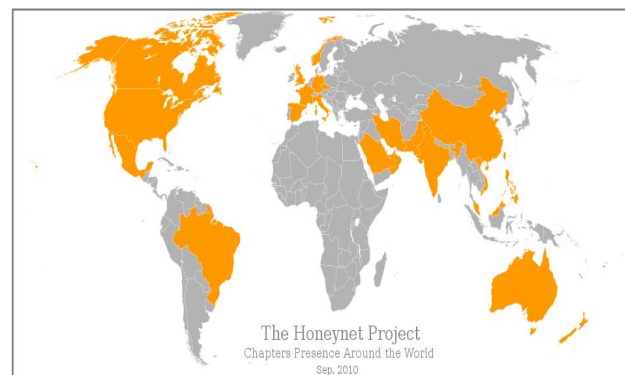 The Honeynet Project
Chapters Presence Around the World
Sep, 2010